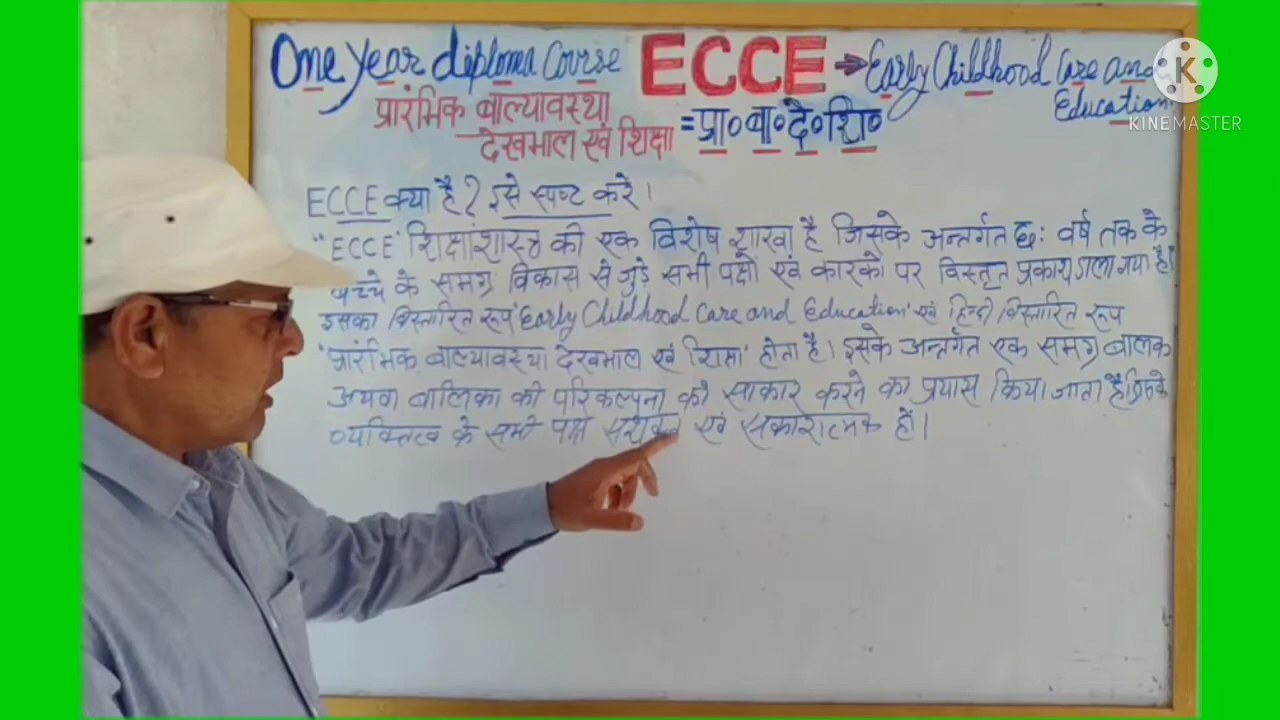 One year diploma Course ECCE → Early Childhood Care and Education
प्रारंमिक बाल्यावस्था
देखभाल एवं शिक्षा = प्रा० बा० दे० शि०
KINEMASTER
ECCE क्या है? इसे स्पष्ट करे।
"ECCE' शिक्षांशास्त्र की एक विशेष शाखा है जिसके अन्तर्गत छः वर्ष तक के
बच्चे के समग्र विकास से जुड़े सभी पक्षों एवं कारको पर विस्तृत प्रकाश डाला गया है।
इसका विस्तारित रूप 'Early Childhood Care and Education' एवं हिन्दी विस्तारित रूप
'प्रारंमिक बाल्यावस्था देखभाल एवं शिक्षा' होता है। इसके अन्तर्गत एक समग्र बालक
अथवा बालिका की परिकल्पना को साकार करने का प्रयास किया जाता है जिनके
व्यक्तित्व के सभी पक्ष सशक्त एवं सकारात्मक हों।